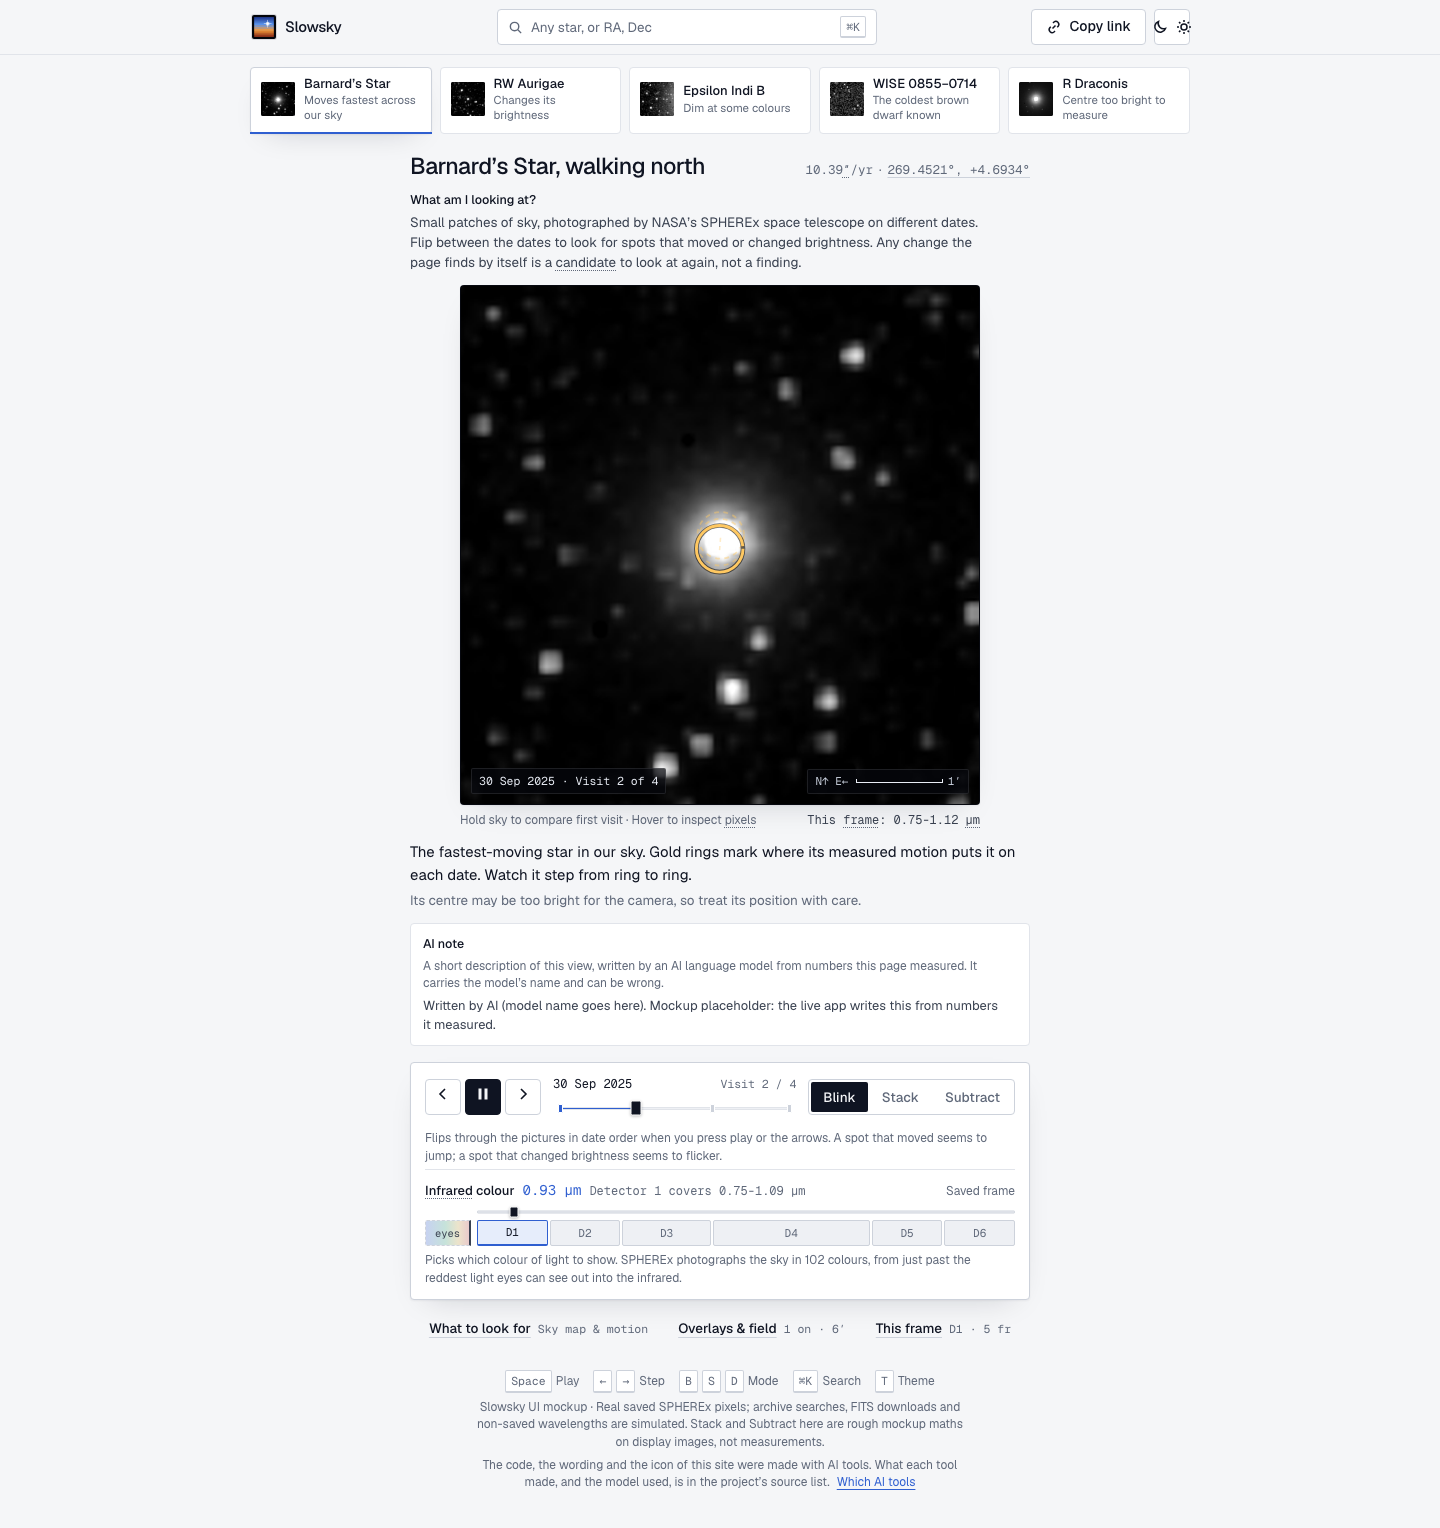 Slowsky
Any star, or RA, Dec
⌘K
Copy link
Barnard’s Star
Moves fastest across
our sky
RW Aurigae
Changes its
brightness
Epsilon Indi B
Dim at some colours
WISE 0855−0714
The coldest brown
dwarf known
R Draconis
Centre too bright to
measure
Barnard’s Star, walking north
10.39″/yr · 269.4521°, +4.6934°
What am I looking at?
Small patches of sky, photographed by NASA’s SPHEREx space telescope on different dates.
Flip between the dates to look for spots that moved or changed brightness. Any change the
page finds by itself is a candidate to look at again, not a finding.
30 Sep 2025 · Visit 2 of 4
N↑ E← 1′
Hold sky to compare first visit · Hover to inspect pixels
This frame: 0.75–1.12 µm
The fastest-moving star in our sky. Gold rings mark where its measured motion puts it on
each date. Watch it step from ring to ring.
Its centre may be too bright for the camera, so treat its position with care.
AI note
A short description of this view, written by an AI language model from numbers this page measured. It
carries the model’s name and can be wrong.
Written by AI (model name goes here). Mockup placeholder: the live app writes this from numbers
it measured.
30 Sep 2025
Visit 2 / 4
Blink
Stack
Subtract
Flips through the pictures in date order when you press play or the arrows. A spot that moved seems to
jump; a spot that changed brightness seems to flicker.
Infrared colour 0.93 µm Detector 1 covers 0.75–1.09 µm
Saved frame
eyes
D1
D2
D3
D4
D5
D6
Picks which colour of light to show. SPHEREx photographs the sky in 102 colours, from just past the
reddest light eyes can see out into the infrared.
What to look for Sky map & motion
Overlays & field 1 on · 6′
This frame D1 · 5 fr
Space Play ← → Step B S D Mode ⌘K Search T Theme
Slowsky UI mockup · Real saved SPHEREx pixels; archive searches, FITS downloads and
non-saved wavelengths are simulated. Stack and Subtract here are rough mockup maths
on display images, not measurements.
The code, the wording and the icon of this site were made with AI tools. What each tool
made, and the model used, is in the project’s source list. Which AI tools